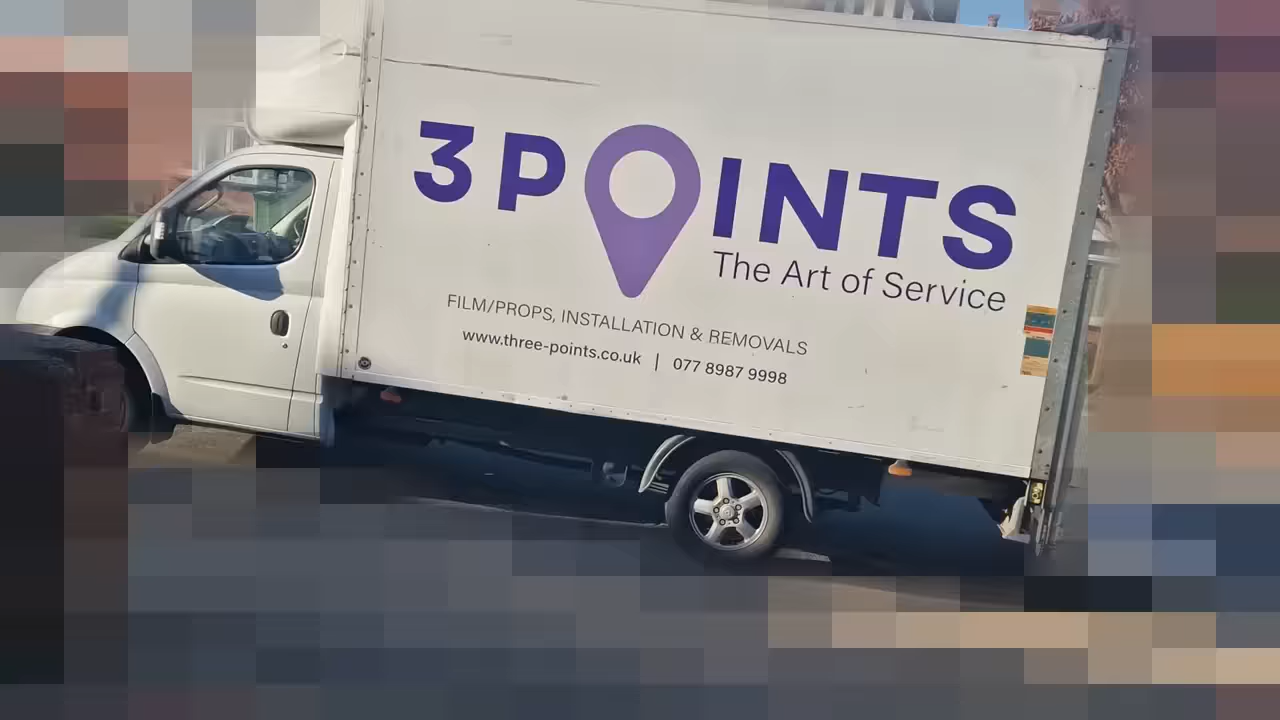 3POINTS
The Art of Service
FILM/PROPS, INSTALLATION & REMOVALS
www.three-points.co.uk | 077 8987 9998